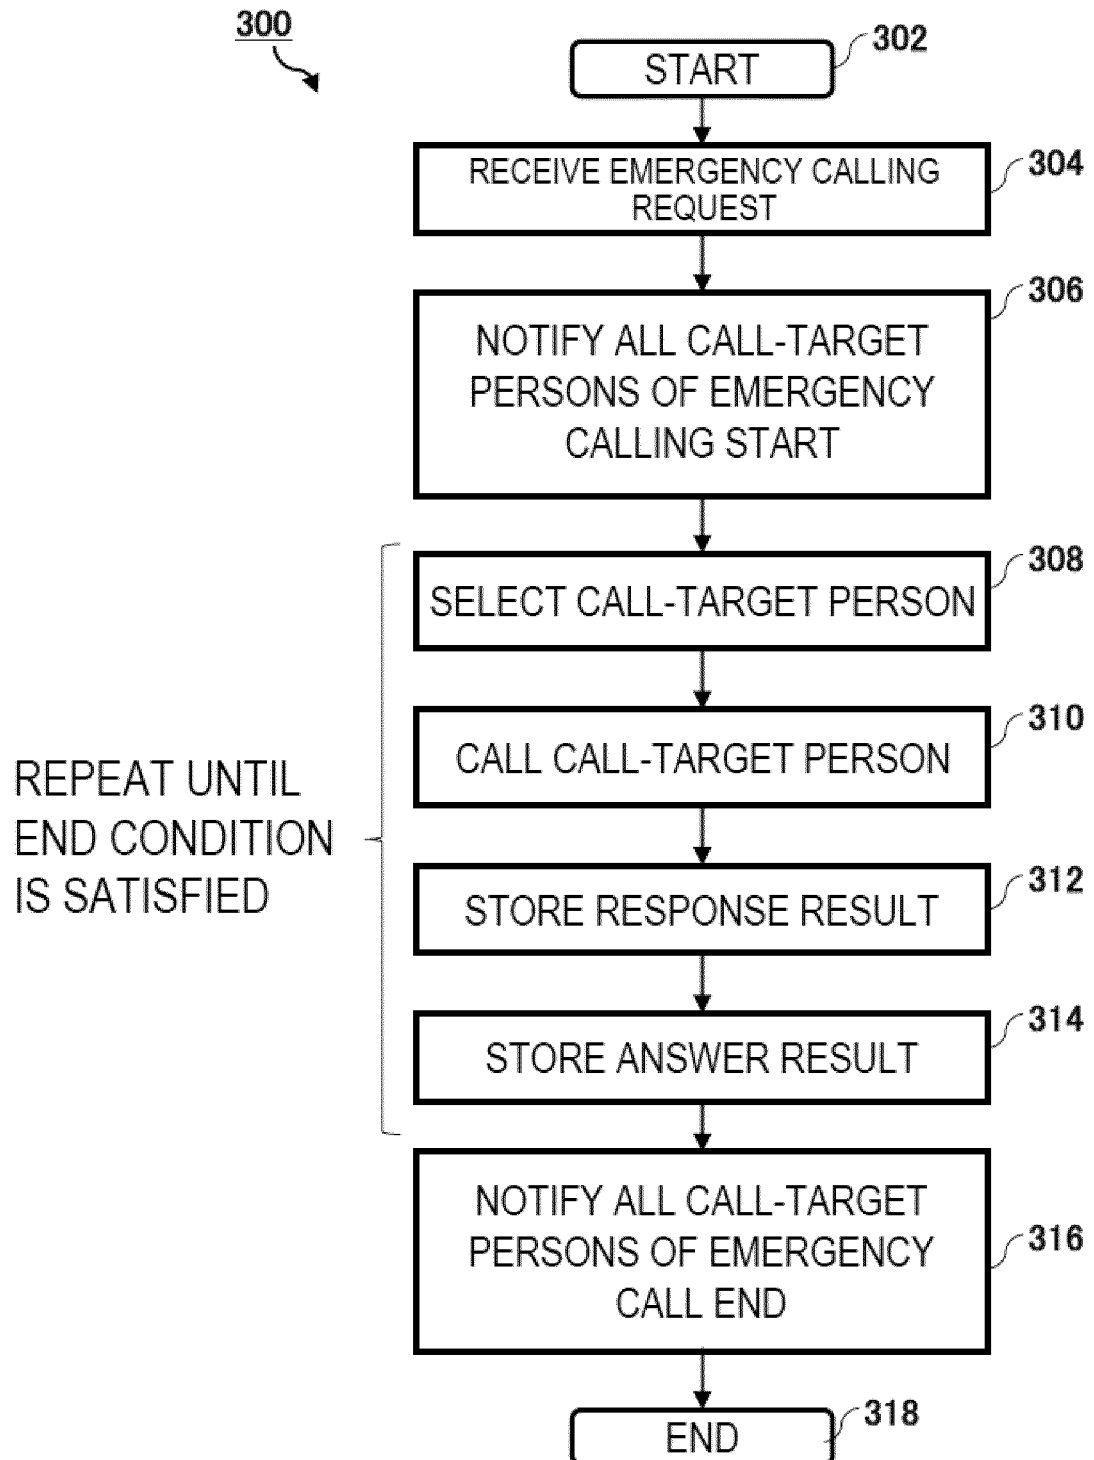 300
302
START
304
RECEIVE EMERGENCY CALLING
REQUEST
306
NOTIFY ALL CALL-TARGET
PERSONS OF EMERGENCY
CALLING START
308
SELECT CALL-TARGET PERSON
310
CALL CALL-TARGET PERSON
REPEAT UNTIL
END CONDITION
IS SATISFIED
312
STORE RESPONSE RESULT
314
STORE ANSWER RESULT
316
NOTIFY ALL CALL-TARGET
PERSONS OF EMERGENCY
CALL END
318
END